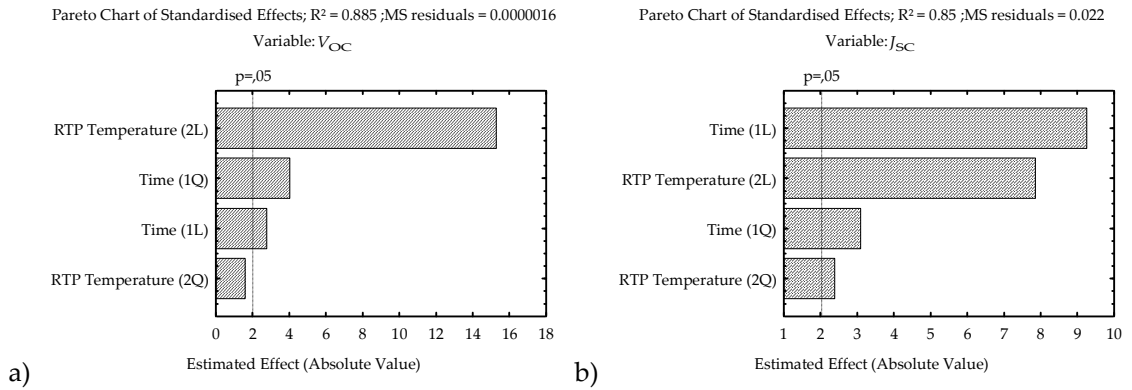 Pareto Chart of Standardised Effects; R² = 0.885 ;MS residuals = 0.0000016
Variable: VOC
p=,05
RTP Temperature (2L)
Time (1Q)
Time (1L)
RTP Temperature (2Q)
0 2 4 6 8 10 12 14 16 18
Estimated Effect (Absolute Value)
a)
Pareto Chart of Standardised Effects; R² = 0.85 ;MS residuals = 0.022
Variable: JSC
p=,05
Time (1L)
RTP Temperature (2L)
Time (1Q)
RTP Temperature (2Q)
1 2 3 4 5 6 7 8 9 10
Estimated Effect (Absolute Value)
b)